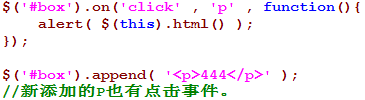 $('#box').on('click' , 'p' , function(){
    alert( $(this).html() );
});
$('#box').append( '<p>444</p>' );
//新添加的P也有点击事件。